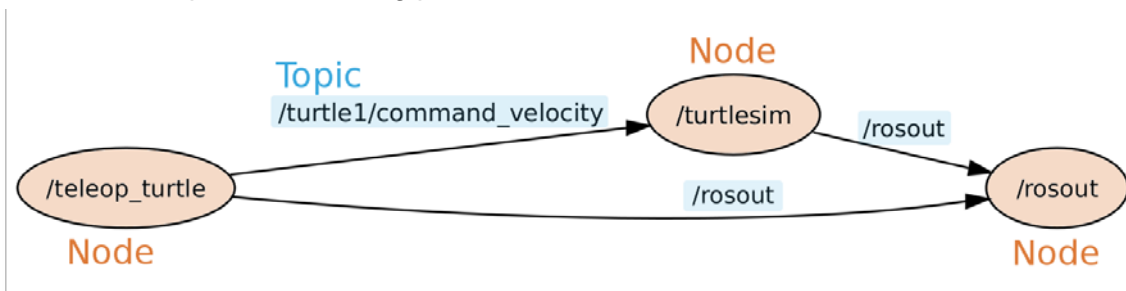 Node
Topic
/turtle1/command_velocity
/turtlesim
/rosout
/teleop_turtle
/rosout
/rosout
Node
Node